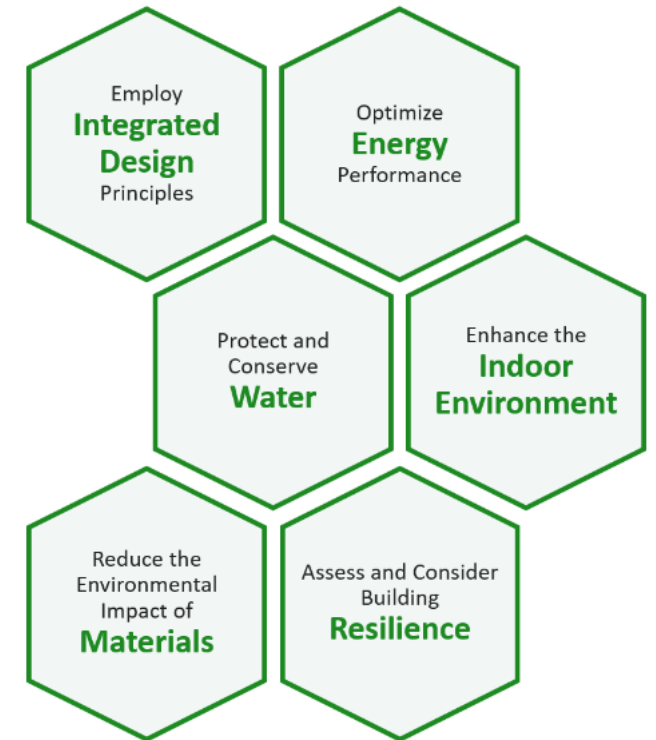 Employ
Integrated
Design
Principles
Optimize
Energy
Performance
Protect and
Conserve
Water
Enhance the
Indoor
Environment
Reduce the
Environmental
Impact of
Materials
Assess and Consider
Building
Resilience